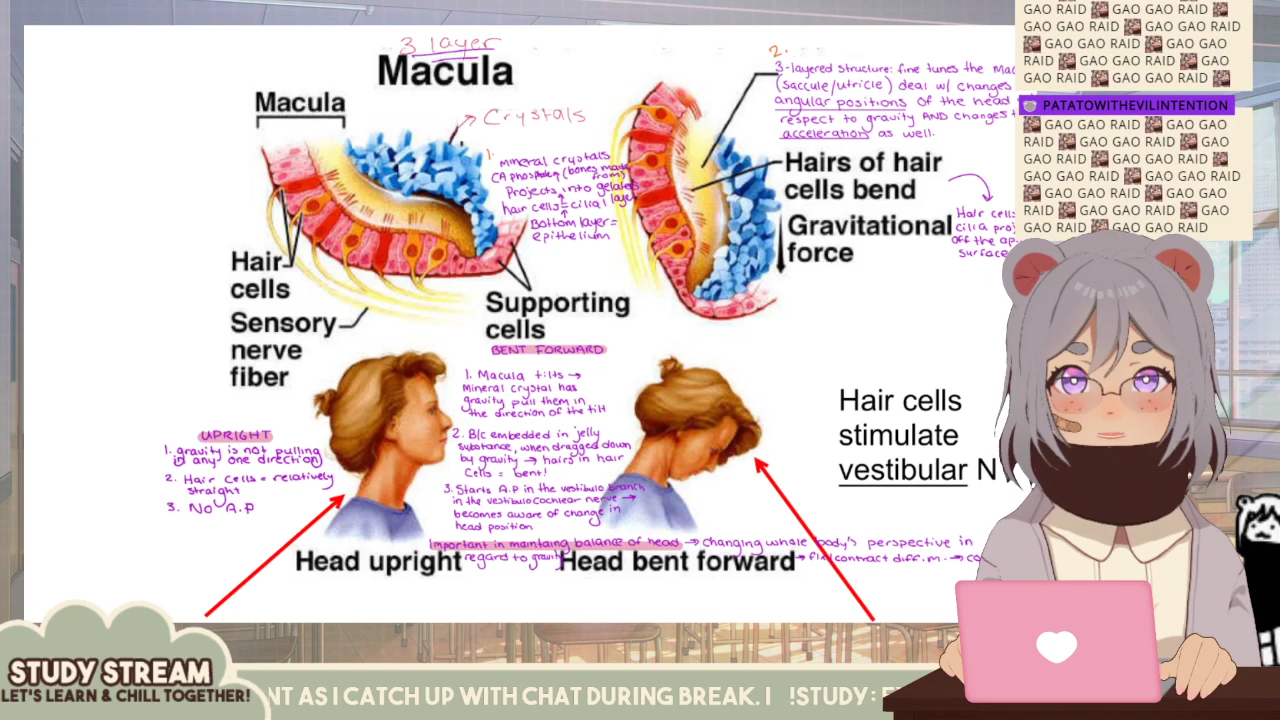 3 layer
Macula
Macula
Crystals
1.
Mineral crystals
CA phosphate (bones made from)
Projects into gelatin
hair cells = cilial layer
Bottom layer =
epithelium
Hair
cells
Sensory
nerve
fiber
Supporting
cells
2.
3-layered structure: fine tunes the Mac
(saccule/utricle) deal w/ changes
angular positions of the head
respect to gravity AND changes
acceleration as well.
Hairs of hair
cells bend
Gravitational
force
Hair cells
cilia pro
off the ap
surface
UPRIGHT
1. gravity is not pulling
in any one direction
2. Hair cells = relatively
straight
3. No A.P
BENT FORWARD
1. Macula tilts →
Mineral crystal has
gravity pull them in
the direction of the tilt
2. B/C embedded in jelly
substance, when dragged down
by gravity → hairs in hair
cells = bent!
3. Starts A.P in the vestibulo branch
in the vestibulocochlear nerve →
becomes aware of change in
head position
Important in maintaing balance of head → changing whole body's perspective in
regard to gravity → contract diff. m. →
Head upright
Head bent forward
Hair cells
stimulate
vestibular N
GAO RAID GAO GAO RAID
GAO GAO RAID GAO GAO RAID
GAO GAO RAID GAO GAO
RAID GAO GAO RAID
GAO GAO RAID GAO
PATATOWITHEVILINTENTION
GAO GAO RAID GAO GAO
RAID GAO GAO RAID
GAO GAO RAID GAO GAO RAID
GAO GAO RAID GAO GAO
RAID GAO GAO RAID GAO
GAO RAID GAO GAO RAID
STUDY STREAM
LET'S LEARN & CHILL TOGETHER!
NT AS I CATCH UP WITH CHAT DURING BREAK. I !STUDY: